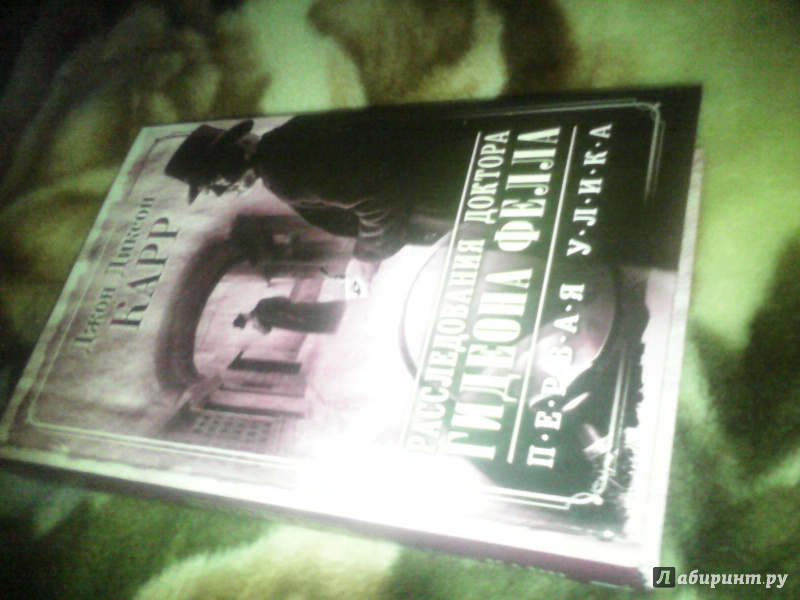 Джон Диксон
КАРР
РАССЛЕДОВАНИЯ ДОКТОРА
ГИДЕОНА ФЕЛЛА
П·Е·Р·В·А·Я У·Л·И·К·А
Лабиринт.ру